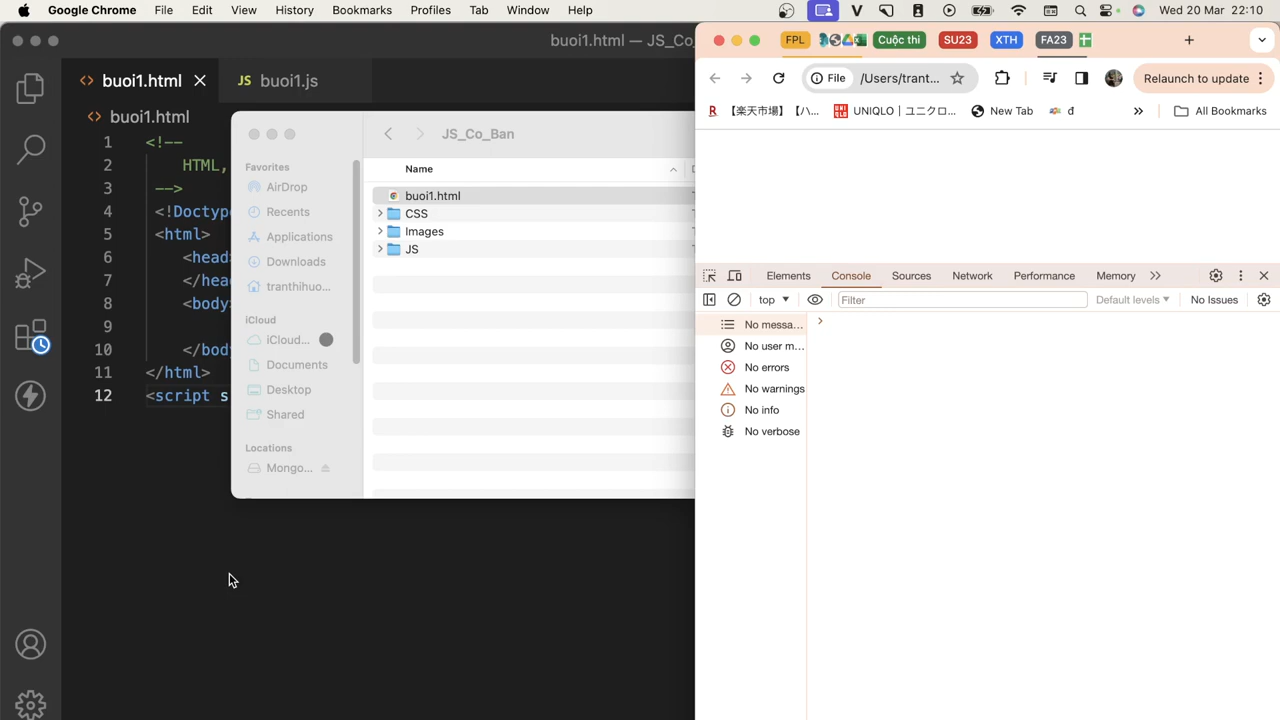 Google Chrome File Edit View History Bookmarks Profiles Tab Window Help Wed 20 Mar 22:10
buoi1.html — JS_Co_
FPL Cuộc thi SU23 XTH FA23
buoi1.html JS buoi1.js
File /Users/trant... Relaunch to update
buoi1.html
R 【楽天市場】【ハ... UNIQLO｜ユニクロ... New Tab đ All Bookmarks
JS_Co_Ban
Favorites
AirDrop
Recents
Applications
Downloads
tranthihuo...
iCloud
iCloud...
Documents
Desktop
Shared
Locations
Mongo...
Name
buoi1.html
CSS
Images
JS
1 <!--
2 HTML,
3 -->
4 <!Doctype
5 <html>
6 <head
7 </hea
8 <body
9
10 </bod
11 </html>
12 <script s
Elements Console Sources Network Performance Memory
top Filter Default levels No Issues
No messa...
No user m...
No errors
No warnings
No info
No verbose